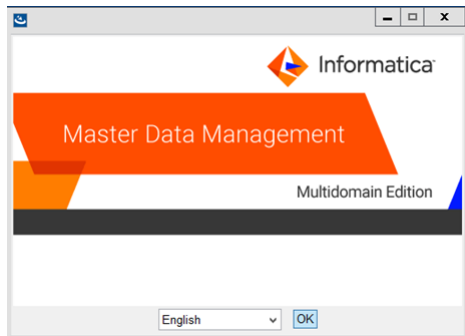 Informatica
Master Data Management
Multidomain Edition
English
OK